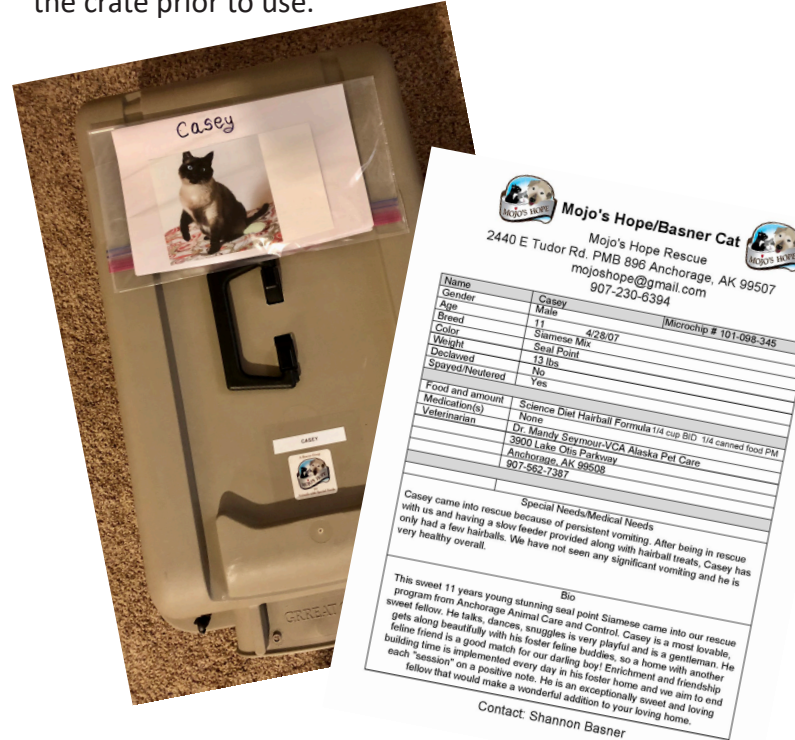 the crate prior to use.
Casey
CASEY
MOJO'S HOPE
Mojo's Hope/Basner Cat
MOJO'S HOPE
Mojo's Hope Rescue
2440 E Tudor Rd. PMB 896 Anchorage, AK 99507
mojoshope@gmail.com
907-230-6394
Name Casey Microchip # 101-098-345
Gender Male
Age 11 4/28/07
Breed Siamese Mix
Color Seal Point
Weight 13 lbs
Declawed No
Spayed/Neutered Yes
Food and amount Science Diet Hairball Formula 1/4 cup BID 1/4 canned food PM
Medication(s) None
Veterinarian Dr. Mandy Seymour-VCA Alaska Pet Care
3900 Lake Otis Parkway
Anchorage, AK 99508
907-562-7387
Special Needs/Medical Needs
Casey came into rescue because of persistent vomiting. After being in rescue
with us and having a slow feeder provided along with hairball treats, Casey has
only had a few hairballs. We have not seen any significant vomiting and he is
very healthy overall.
Bio
This sweet 11 years young stunning seal point Siamese came into our rescue
program from Anchorage Animal Care and Control. Casey is a most lovable,
sweet fellow. He talks, dances, snuggles is very playful and is a gentleman. He
gets along beautifully with his foster feline buddies, so a home with another
feline friend is a good match for our darling boy! Enrichment and friendship
building time is implemented every day in his foster home and we aim to end
each "session" on a positive note. He is an exceptionally sweet and loving
fellow that would make a wonderful addition to your loving home.
Contact: Shannon Basner